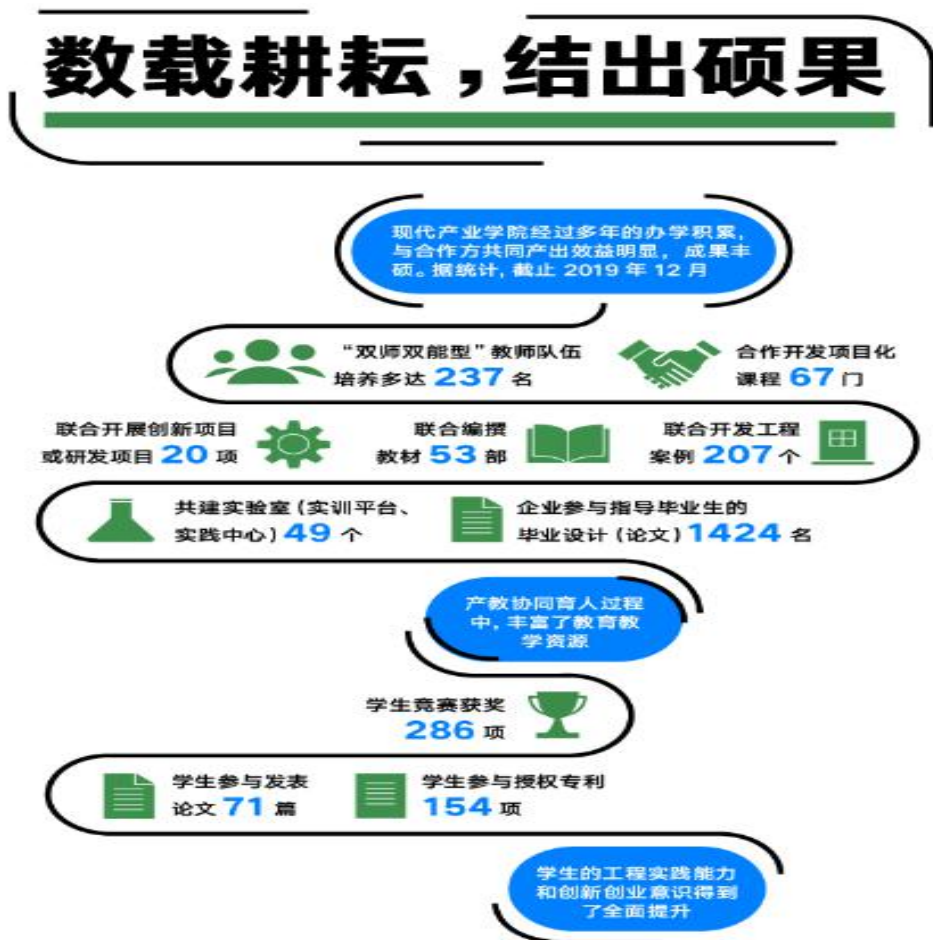 数载耕耘，结出硕果
现代产业学院经过多年的办学积累，
与合作方共同产出效益明显，成果丰
硕。据统计，截止 2019 年 12 月
“双师双能型”教师队伍
培养多达 237 名
合作开发项目化
课程 67 门
联合开展创新项目
或研发项目 20 项
联合编撰
教材 53 部
联合开发工程
案例 207 个
共建实验室（实训平台、
实践中心）49 个
企业参与指导毕业生的
毕业设计（论文）1424 名
产教协同育人过程
中，丰富了教育教
学资源
学生竞赛获奖
286 项
学生参与发表
论文 71 篇
学生参与授权专利
154 项
学生的工程实践能力
和创新创业意识得到
了全面提升